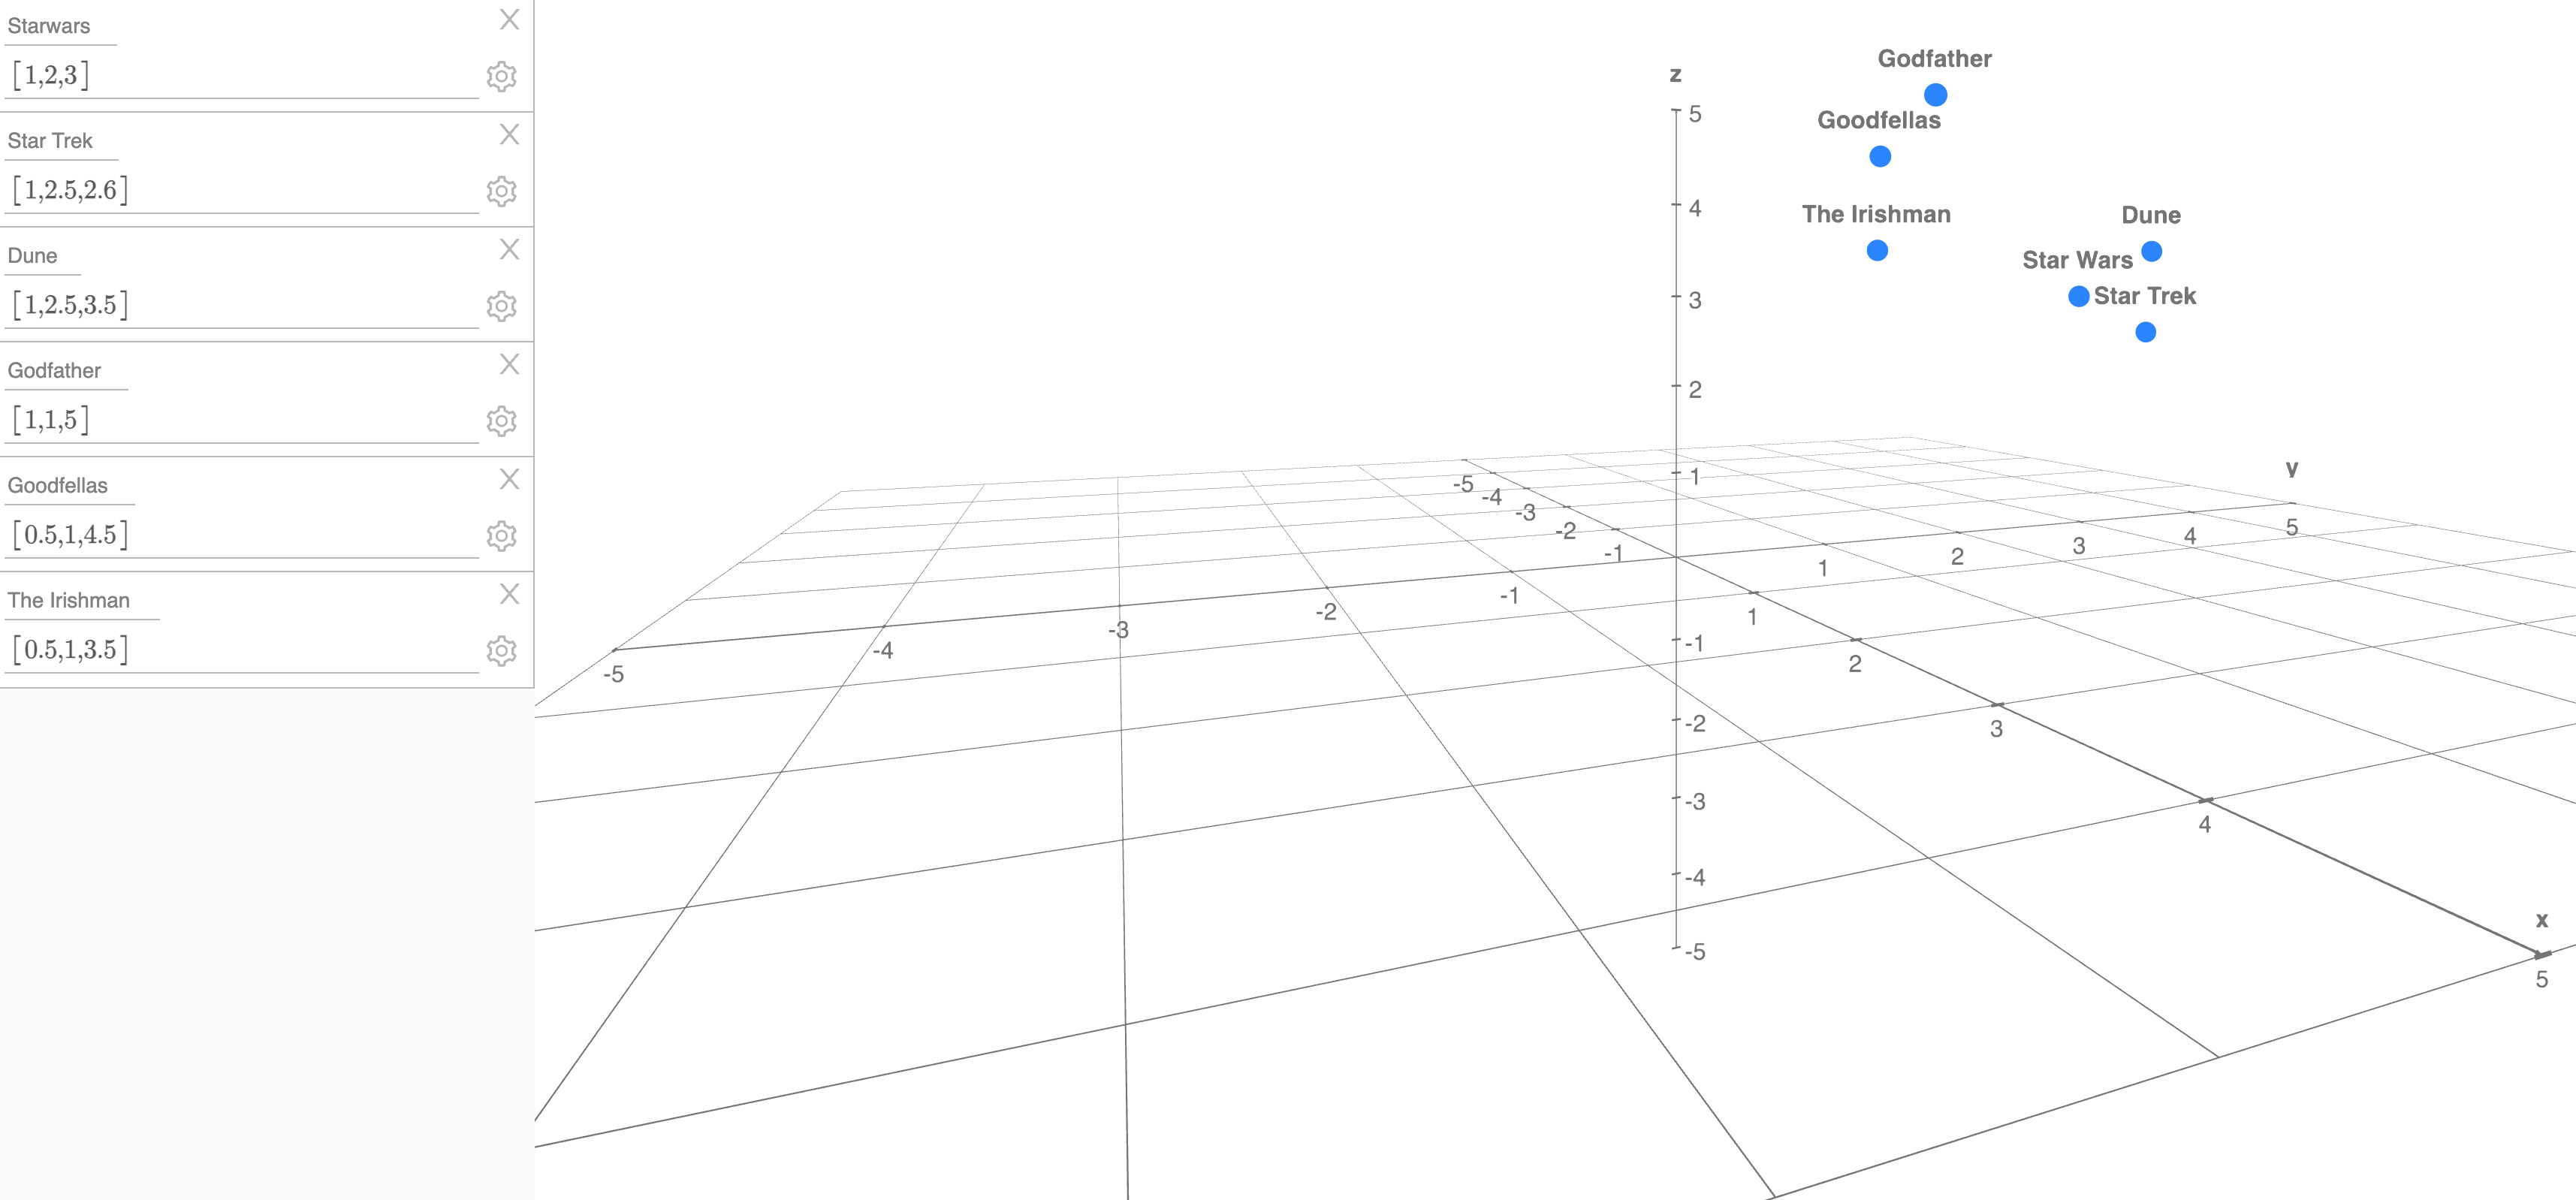 Starwars
[1,2,3]
Star Trek
[1,2.5,2.6]
Dune
[1,2.5,3.5]
Godfather
[1,1,5]
Goodfellas
[0.5,1,4.5]
The Irishman
[0.5,1,3.5]
Godfather
z
5
Goodfellas
4
The Irishman
Dune
Star Wars
3
Star Trek
2
y
1
-5
-4
-3
-2
-1
5
4
3
2
1
-1
-2
-3
-4
-5
1
2
3
4
x
5
-1
-2
-3
-4
-5